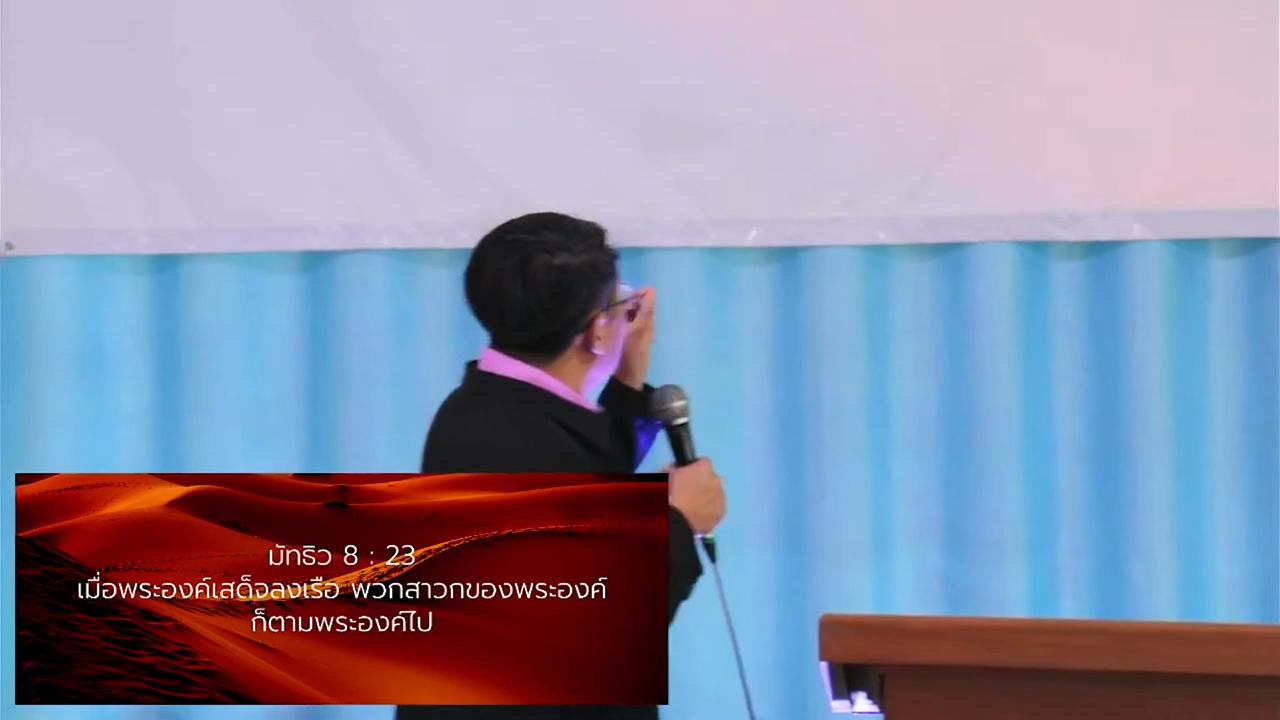 มัทธิว 8 : 23
เมื่อพระองค์เสด็จลงเรือ พวกสาวกของพระองค์
ก็ตามพระองค์ไป